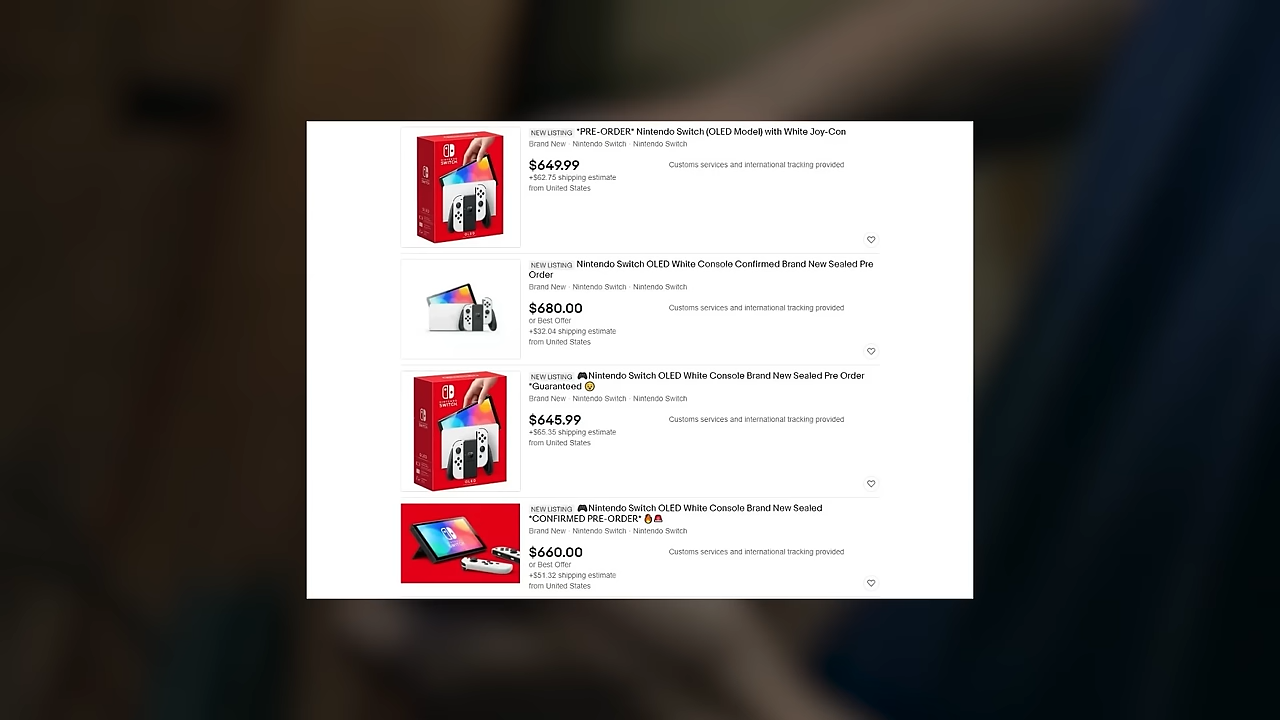 NEW LISTING *PRE-ORDER* Nintendo Switch (OLED Model) with White Joy-Con
Brand New · Nintendo Switch · Nintendo Switch
$649.99 Customs services and international tracking provided
+$62.75 shipping estimate
from United States
NINTENDO
SWITCH
OLED
NEW LISTING Nintendo Switch OLED White Console Confirmed Brand New Sealed Pre
Order
Brand New · Nintendo Switch · Nintendo Switch
$680.00 Customs services and international tracking provided
or Best Offer
+$32.04 shipping estimate
from United States
NEW LISTING 🎮Nintendo Switch OLED White Console Brand New Sealed Pre Order
*Guaranteed 😉
Brand New · Nintendo Switch · Nintendo Switch
$645.99 Customs services and international tracking provided
+$65.35 shipping estimate
from United States
NINTENDO
SWITCH
OLED
NEW LISTING 🎮Nintendo Switch OLED White Console Brand New Sealed
*CONFIRMED PRE-ORDER* 🔥🚨
Brand New · Nintendo Switch · Nintendo Switch
$660.00 Customs services and international tracking provided
or Best Offer
+$51.32 shipping estimate
from United States